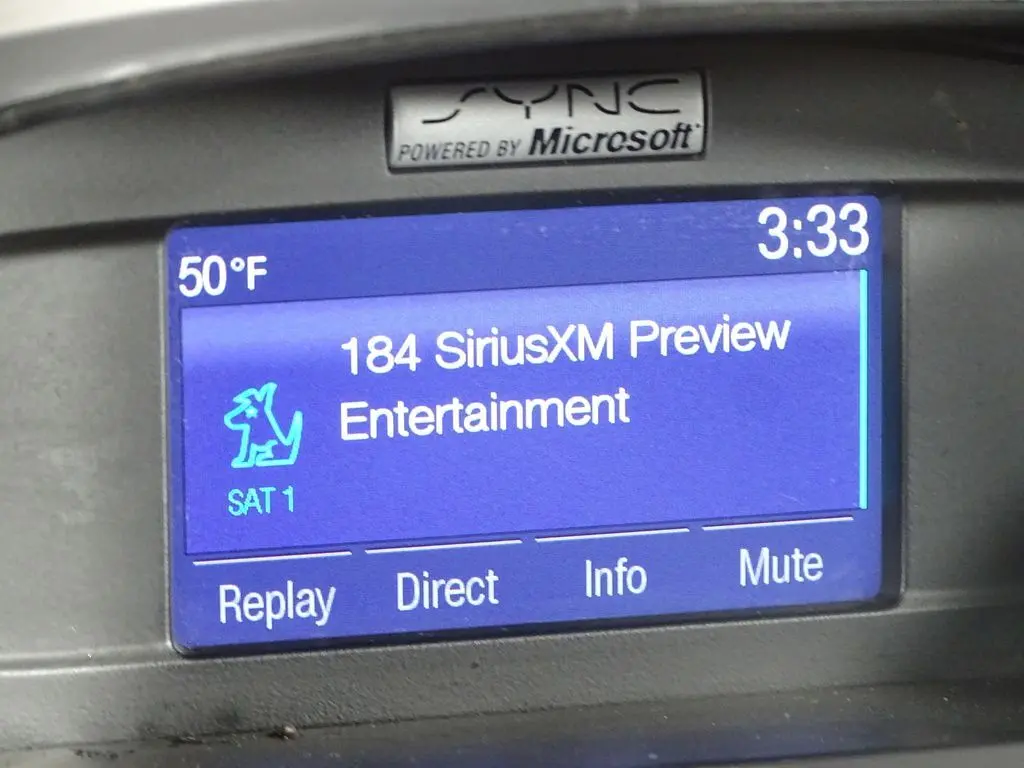 SYNC
POWERED BY Microsoft
50°F
3:33
184 SiriusXM Preview
Entertainment
SAT 1
Replay Direct Info Mute